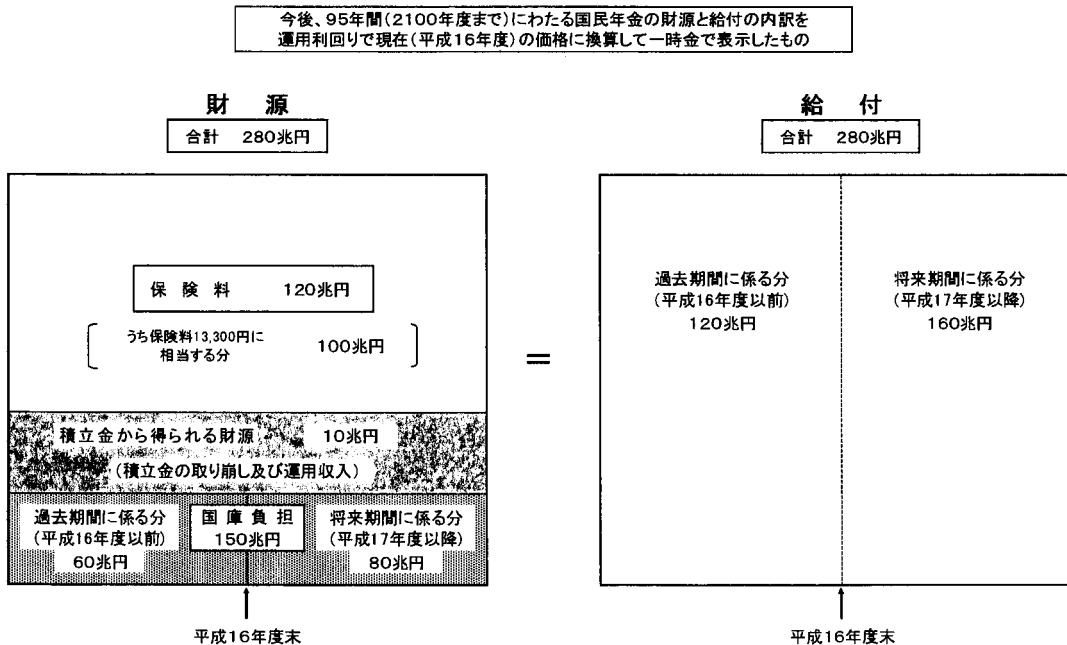 今後、95年間(2100年度まで)にわたる国民年金の財源と給付の内訳を
運用利回りで現在(平成16年度)の価格に換算して一時金で表示したもの
財 源
合計 280兆円
保 険 料 120兆円
うち保険料13,300円に
相当する分
100兆円
積立金から得られる財源 10兆円
(積立金の取り崩し及び運用収入)
過去期間に係る分
(平成16年度以前)
60兆円
国 庫 負 担
150兆円
将来期間に係る分
(平成17年度以降)
80兆円
平成16年度末
=
給 付
合計 280兆円
過去期間に係る分
(平成16年度以前)
120兆円
将来期間に係る分
(平成17年度以降)
160兆円
平成16年度末